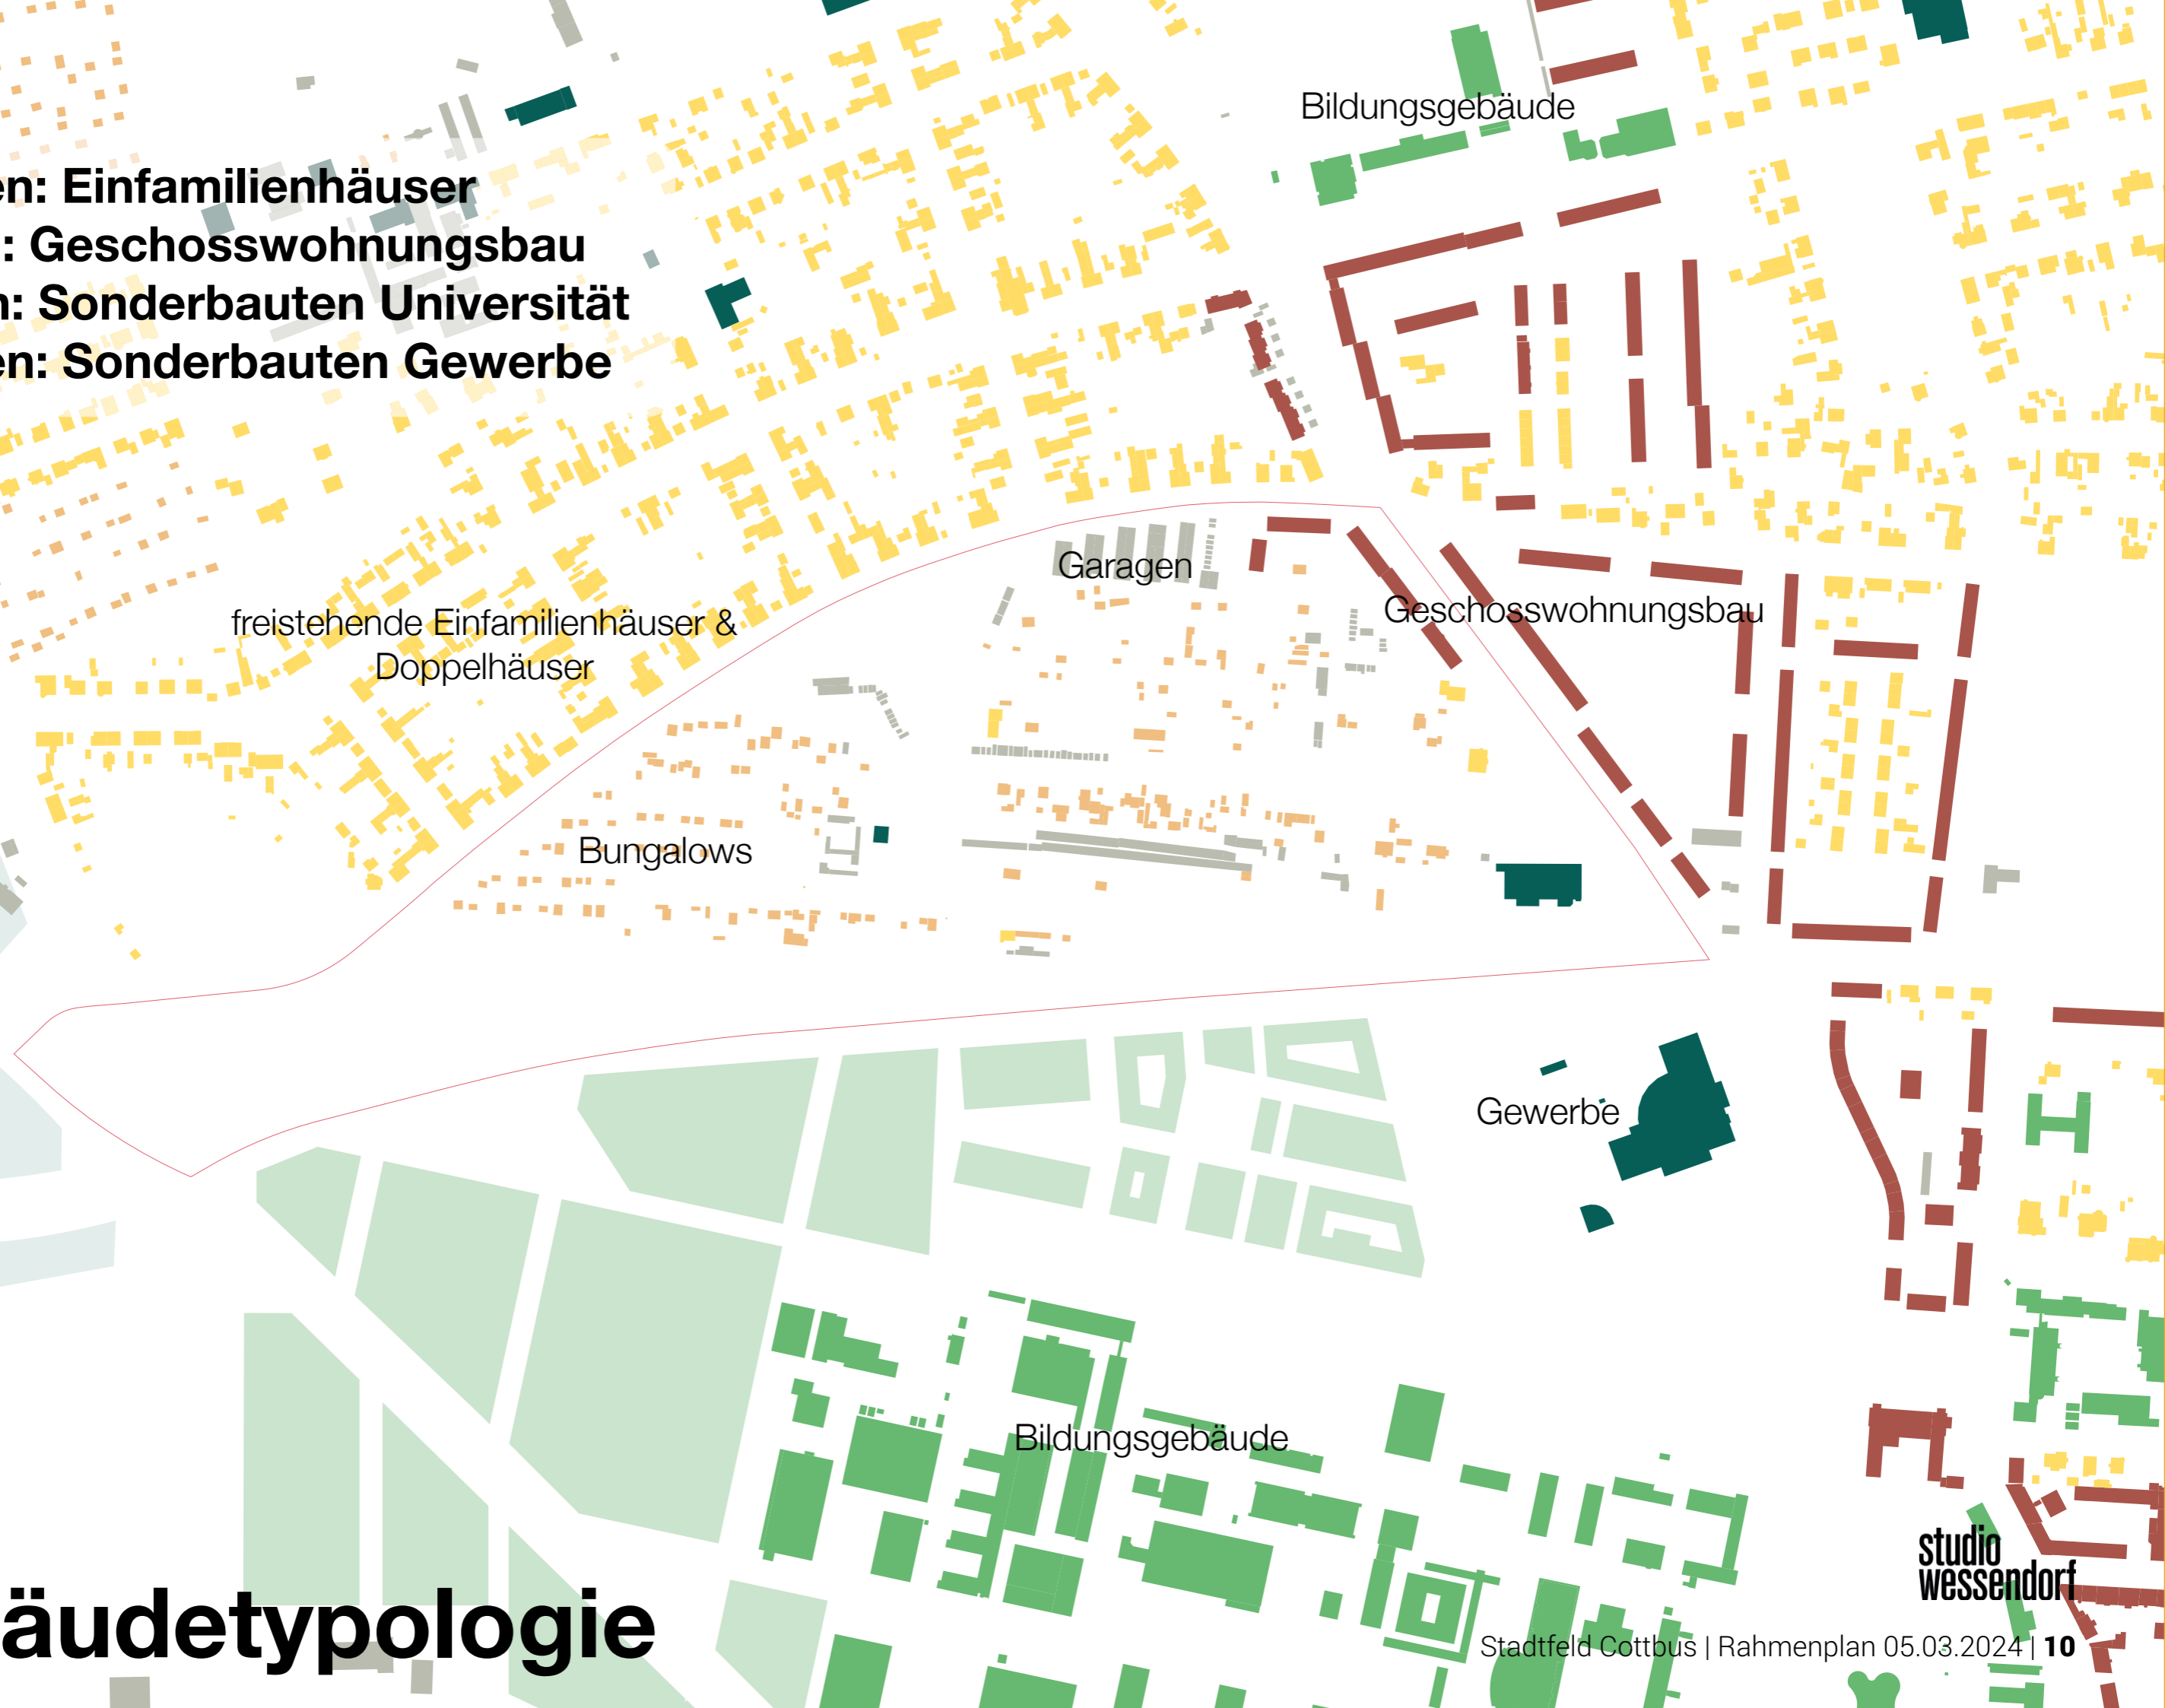 Bildungsgebäude
en: Einfamilienhäuser
: Geschosswohnungsbau
n: Sonderbauten Universität
en: Sonderbauten Gewerbe
Garagen
Geschosswohnungsbau
freistehende Einfamilienhäuser &
Doppelhäuser
Bungalows
Gewerbe
Bildungsgebäude
studio
wessendorf
äudetypologie
Stadtfeld Cottbus | Rahmenplan 05.03.2024 | 10